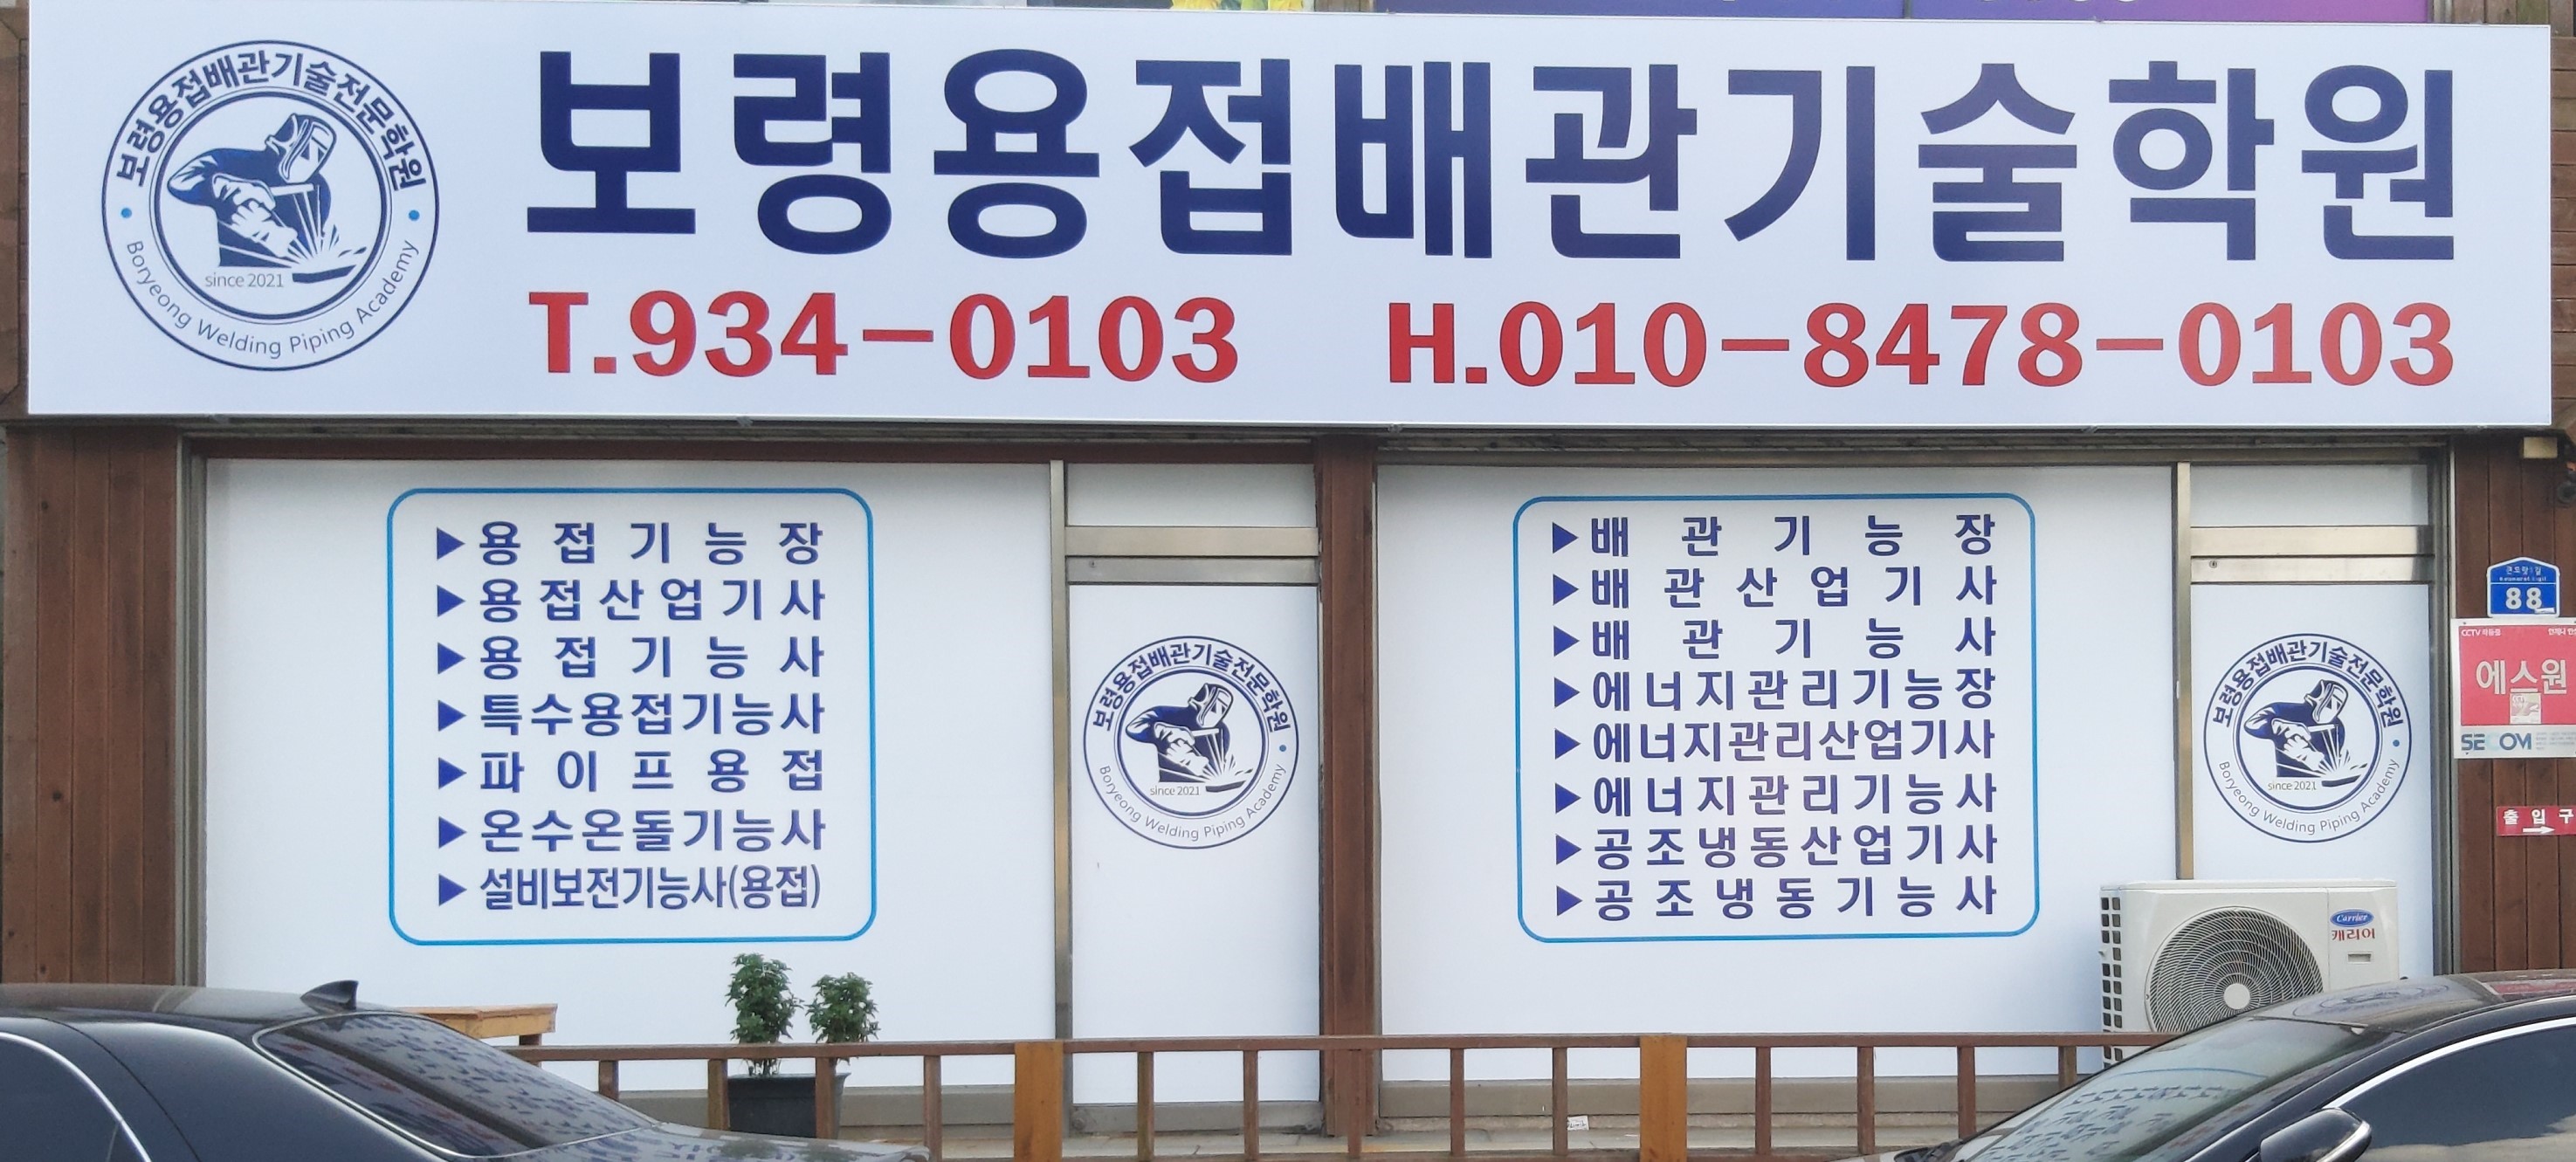 보령용접배관기술학원
T.934-0103 H.010-8478-0103
보령용접배관기술전문학원
since 2021
Boryeong Welding Piping Academy
▶용접기능장
▶용접산업기사
▶용접기능사
▶특수용접기능사
▶파이프용접
▶온수온돌기능사
▶설비보전기능사(용접)
보령용접배관기술전문학원
since 2021
Boryeong Welding Piping Academy
▶배관기능장
▶배관산업기사
▶배관기능사
▶에너지관리기능장
▶에너지관리산업기사
▶에너지관리기능사
▶공조냉동산업기사
▶공조냉동기능사
보령용접배관기술전문학원
since 2021
Boryeong Welding Piping Academy
88
에스원
SECOM
출입구
Carrier
캐리어